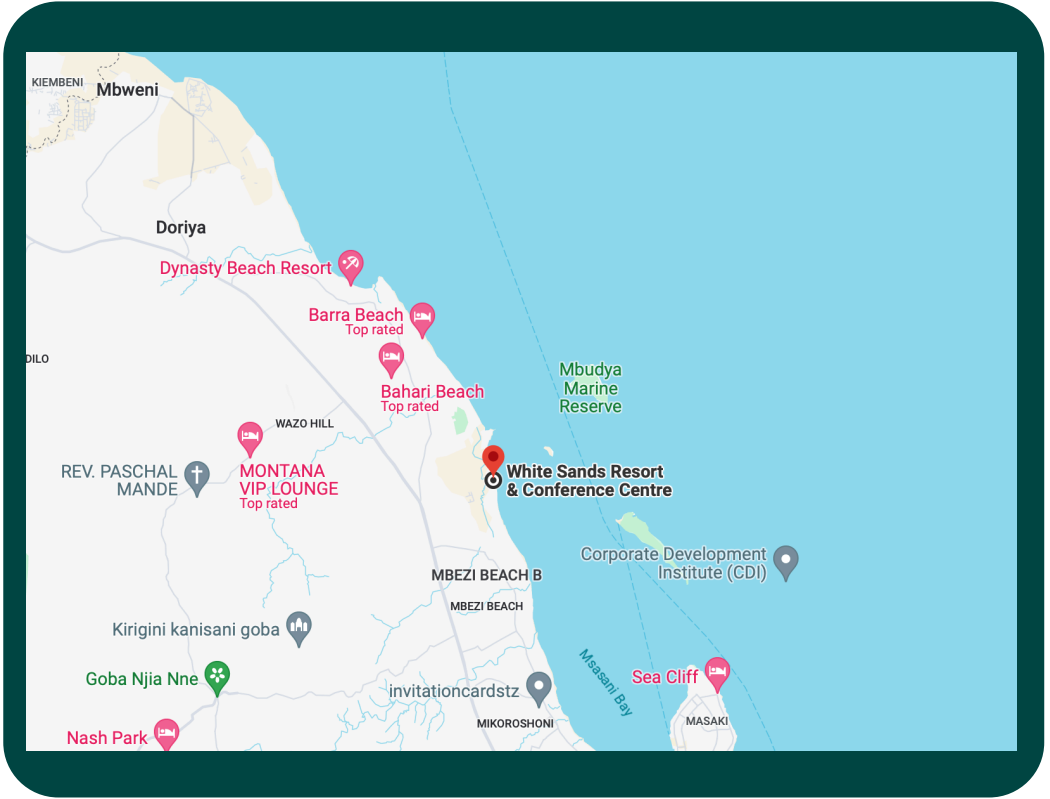 KIEMBENI
Mbweni
Doriya
Dynasty Beach Resort
Barra Beach
Top rated
DILO
Bahari Beach
Top rated
Mbudya
Marine
Reserve
WAZO HILL
REV. PASCHAL
MANDE
MONTANA
VIP LOUNGE
Top rated
White Sands Resort
& Conference Centre
Corporate Development
Institute (CDI)
MBEZI BEACH B
MBEZI BEACH
Kirigini kanisani goba
Goba Njia Nne
invitationcardstz
Msasani Bay
Sea Cliff
MIKOROSHONI
MASAKI
Nash Park